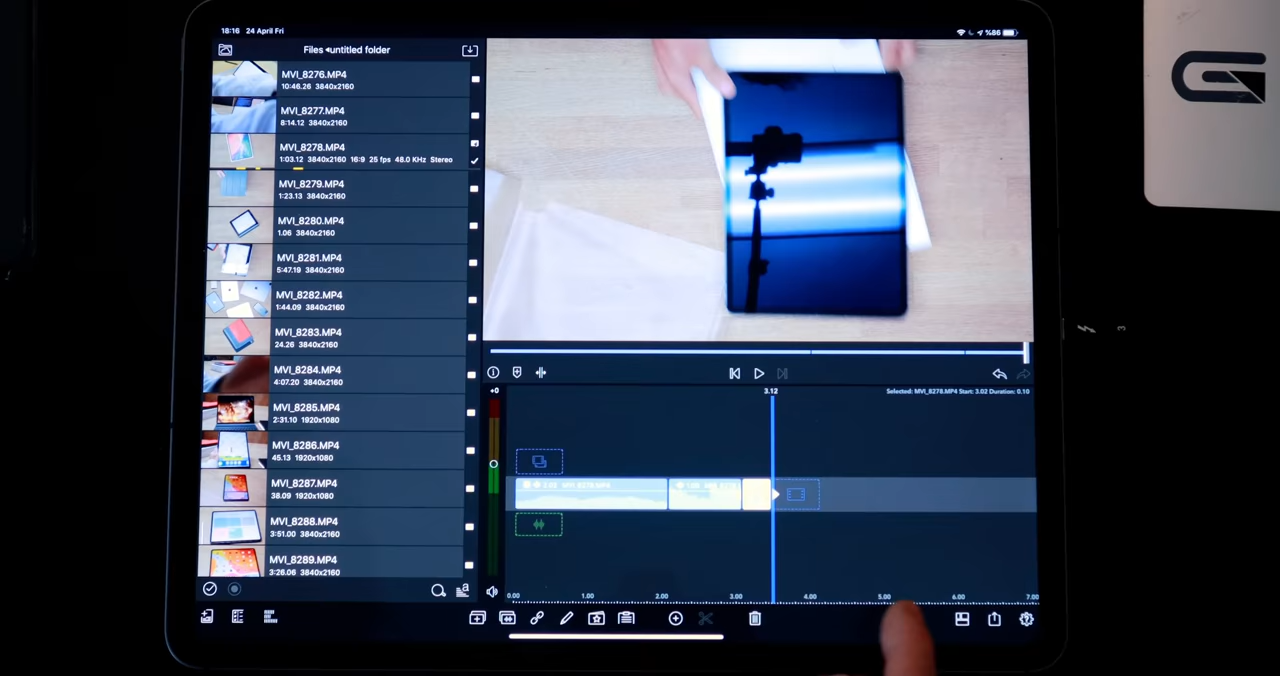 18:16 24 April Fri
%86
Files untitled folder
MVI_8276.MP4
10:46.26 3840x2160
MVI_8277.MP4
8:14.12 3840x2160
MVI_8278.MP4
1:03.12 3840x2160 16:9 25 fps 48.0 KHz Stereo
MVI_8279.MP4
1:23.13 3840x2160
MVI_8280.MP4
1.06 3840x2160
MVI_8281.MP4
5:47.19 3840x2160
MVI_8282.MP4
1:44.09 3840x2160
MVI_8283.MP4
24.26 3840x2160
MVI_8284.MP4
4:07.20 3840x2160
MVI_8285.MP4
2:31.10 1920x1080
MVI_8286.MP4
45.13 1920x1080
MVI_8287.MP4
38.09 1920x1080
MVI_8288.MP4
3:51.00 3840x2160
MVI_8289.MP4
3:26.06 3840x2160
+0
3.12
Selected: MVI_8278.MP4 Start: 3.02 Duration: 0.10
MVI_8278.MP4
0.00 1.00 2.00 3.00 4.00 5.00 6.00 7.00
3